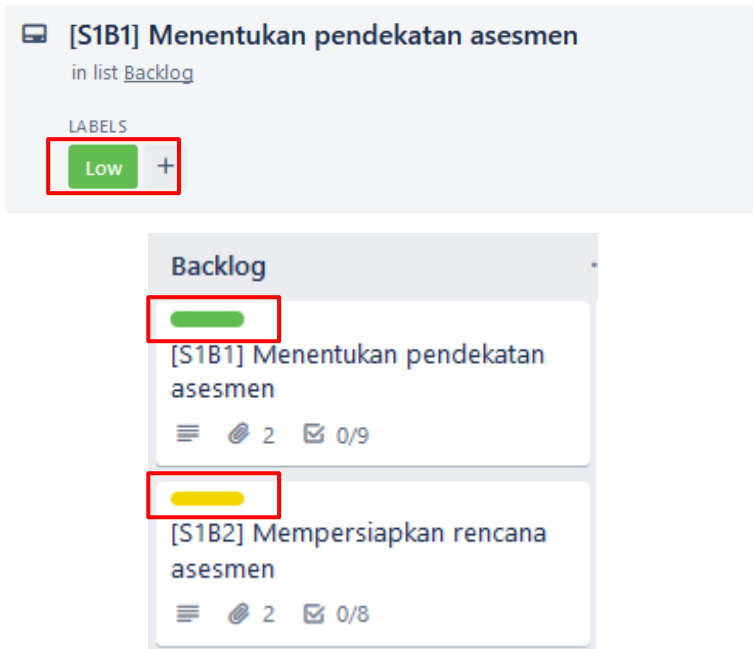 [S1B1] Menentukan pendekatan asesmen
in list Backlog
LABELS
Low +
Backlog
[S1B1] Menentukan pendekatan
asesmen
2 0/9
[S1B2] Mempersiapkan rencana
asesmen
2 0/8